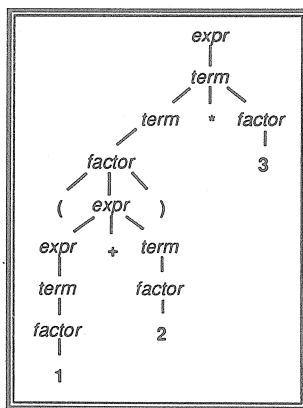 expr
term
term * factor
factor 3
( expr )
expr + term
term factor
factor 2
1